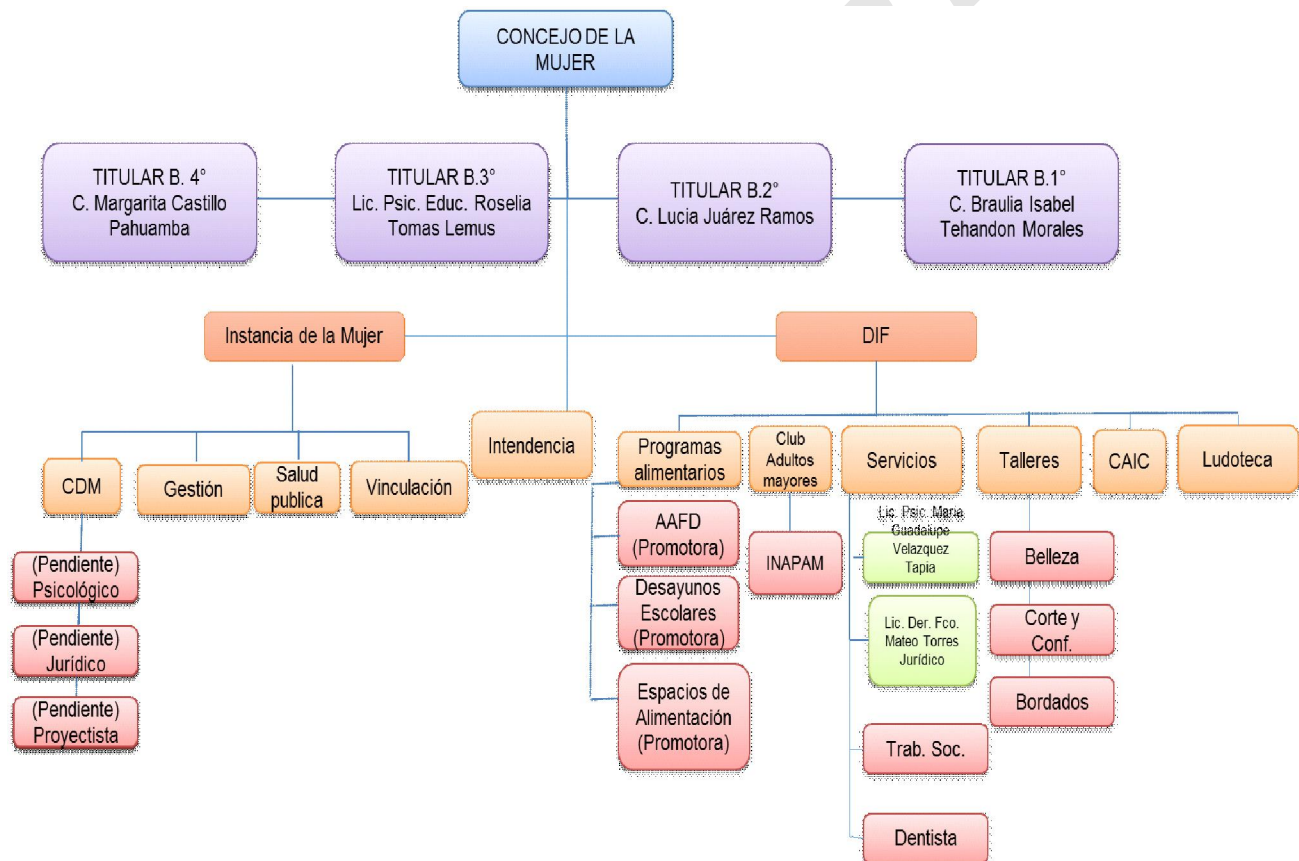 CONCEJO DE LA
MUJER
TITULAR B. 4°
C. Margarita Castillo
Pahuamba
TITULAR B.3°
Lic. Psic. Educ. Roselia
Tomas Lemus
TITULAR B.2°
C. Lucia Juárez Ramos
TITULAR B.1°
C. Braulia Isabel
Tehandon Morales
Instancia de la Mujer
DIF
CDM
Gestión
Salud
publica
Vinculación
Intendencia
Programas
alimentarios
Club
Adultos
mayores
Servicios
Talleres
CAIC
Ludoteca
(Pendiente)
Psicológico
(Pendiente)
Jurídico
(Pendiente)
Proyectista
AAFD
(Promotora)
Desayunos
Escolares
(Promotora)
Espacios de
Alimentación
(Promotora)
INAPAM
Lic. Psic. Maria
Guadalupe
Velazquez
Tapia
Lic. Der. Fco.
Mateo Torres
Jurídico
Trab. Soc.
Dentista
Belleza
Corte y
Conf.
Bordados